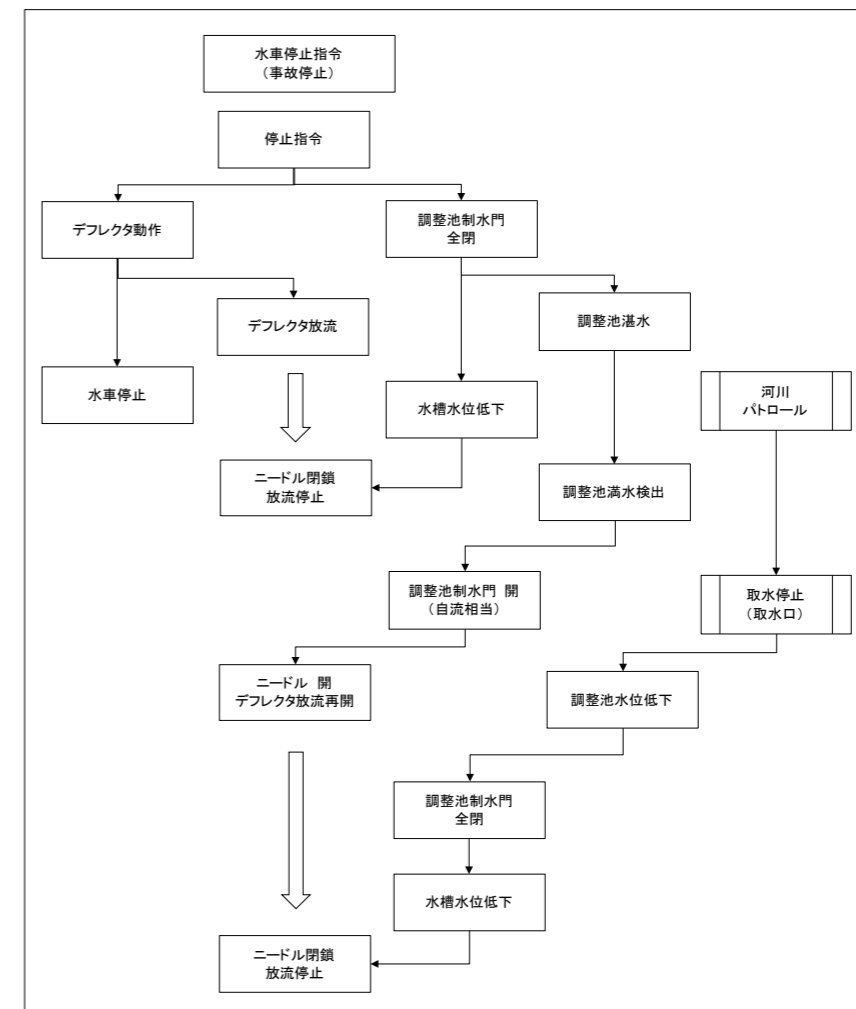 水車停止指令
（事故停止）
停止指令
デフレクタ動作
調整池制水門
全閉
デフレクタ放流
調整池湛水
水車停止
水槽水位低下
河川
パトロール
ニードル閉鎖
放流停止
調整池満水検出
調整池制水門 開
（自流相当）
取水停止
（取水口）
ニードル 開
デフレクタ放流再開
調整池水位低下
調整池制水門
全閉
水槽水位低下
ニードル閉鎖
放流停止